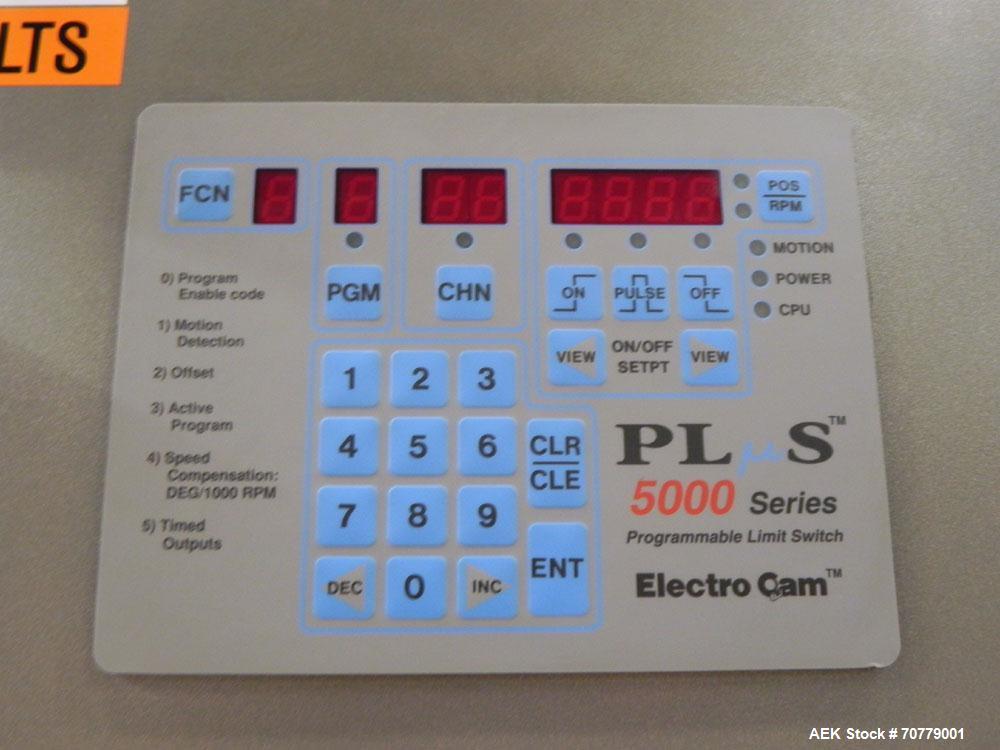 LTS
FCN
POS
RPM
MOTION
POWER
CPU
0) Program
Enable code
1) Motion
Detection
2) Offset
3) Active
Program
4) Speed
Compensation:
DEG/1000 RPM
5) Timed
Outputs
PGM
CHN
ON
PULSE
OFF
VIEW
ON/OFF
SETPT
VIEW
1 2 3
4 5 6
7 8 9
DEC 0 INC
CLR
CLE
ENT
PLµS™
5000 Series
Programmable Limit Switch
Electro Cam™
AEK Stock # 70779001